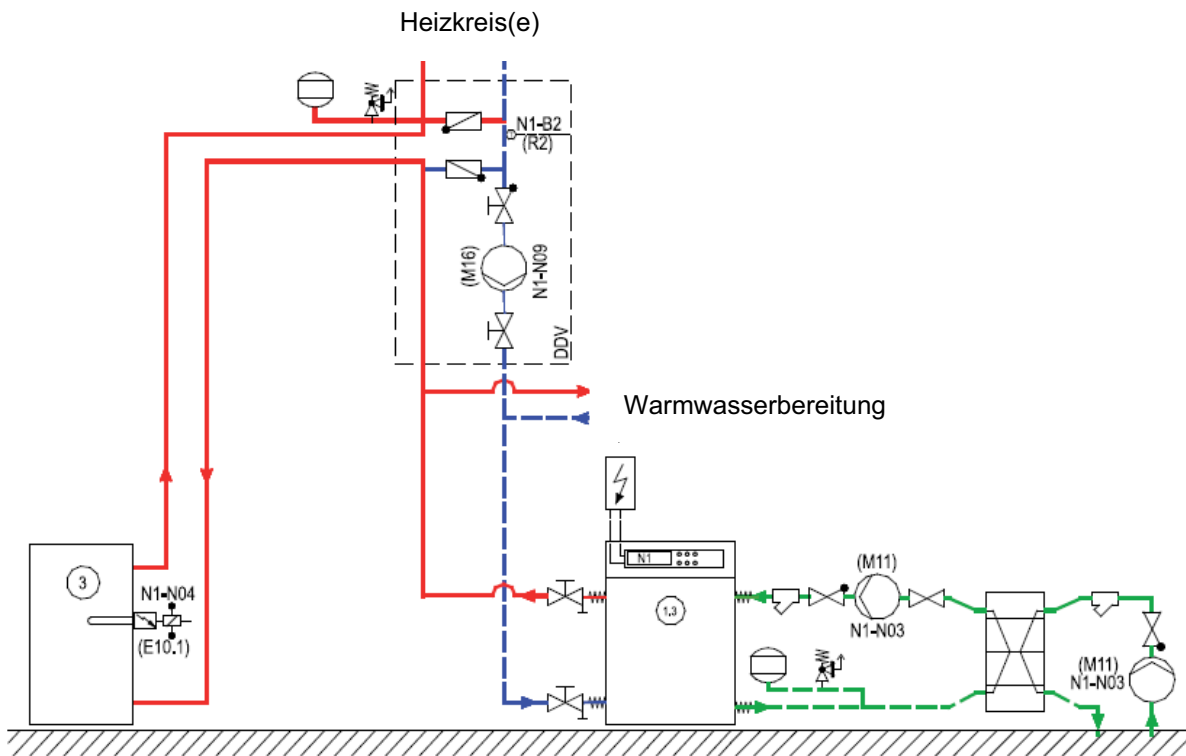 Heizkreis(e)
N1-B2
(R2)
(M16)
N1-N09
DDV
Warmwasserbereitung
N1
3
N1-N04
(E10.1)
1.3
(M11)
N1-N03
(M11)
N1-N03